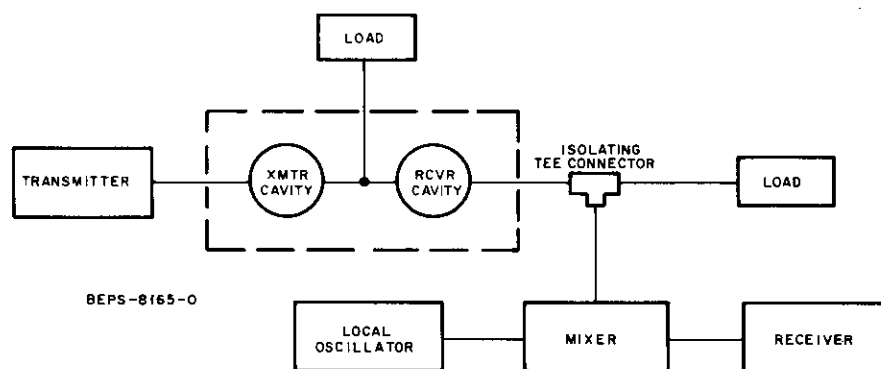 LOAD
TRANSMITTER
XMTR
CAVITY
RCVR
CAVITY
ISOLATING
TEE CONNECTOR
LOAD
BEPS-8165-0
LOCAL
OSCILLATOR
MIXER
RECEIVER